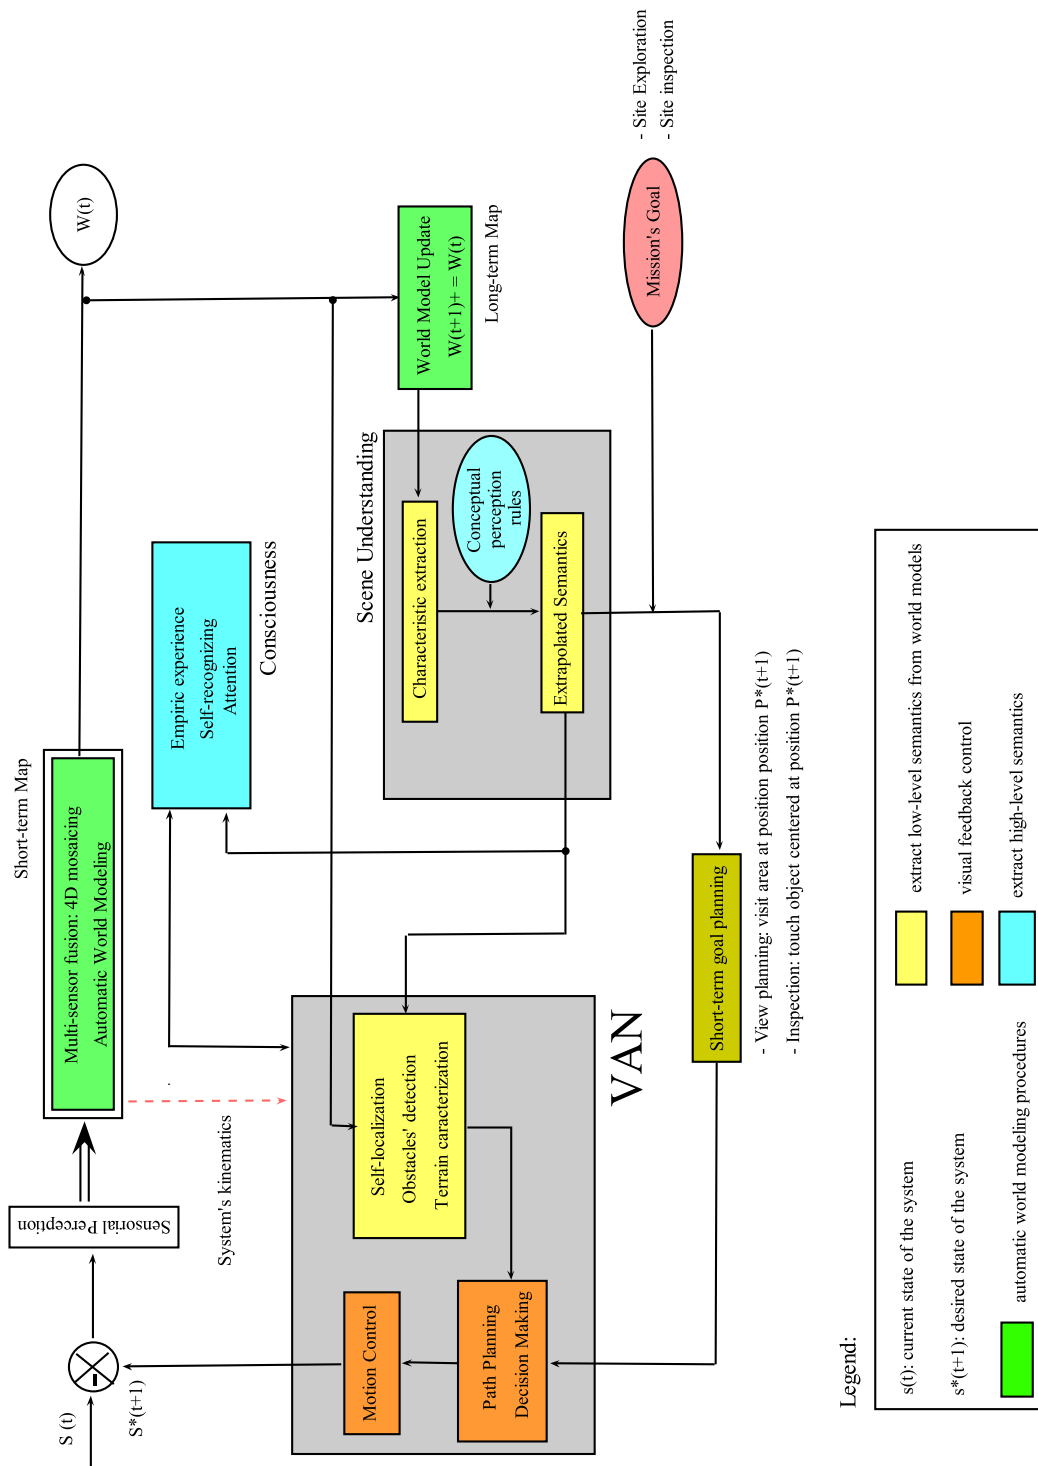 S (t)
S*(t+1)
Sensorial Perception
Short-term Map
Multi-sensor fusion: 4D mosaicing
Automatic World Modeling
W(t)
System's kinematics
Empiric experience
Self-recognizing
Attention
Consciousness
World Model Update
W(t+1)+ = W(t)
Long-term Map
Scene Understanding
Characteristic extraction
Conceptual
perception
rules
Extrapolated Semantics
Self-localization
Obstacles' detection
Terrain caracterization
Motion Control
Path Planning
Decision Making
VAN
Mission's Goal
- Site Exploration
- Site inspection
Short-term goal planning
- View planning: visit area at position position P*(t+1)
- Inspection: touch object centered at position P*(t+1)
Legend:
s(t): current state of the system
s*(t+1): desired state of the system
automatic world modeling procedures
extract low-level semantics from world models
visual feedback control
extract high-level semantics